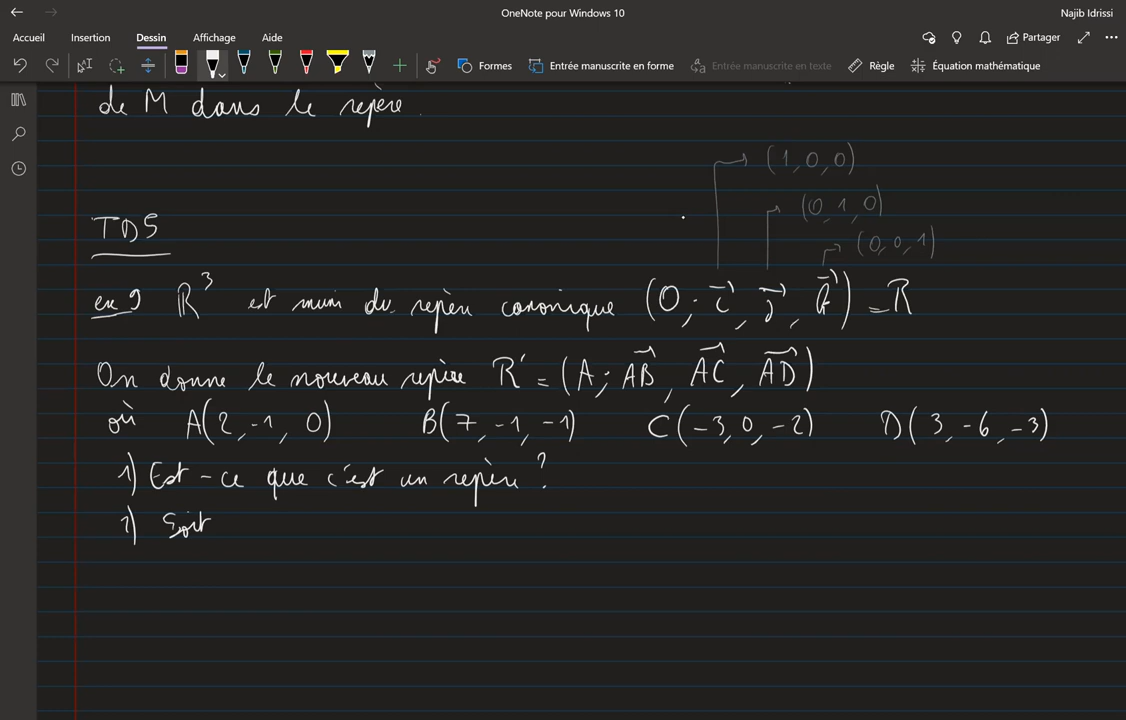 OneNote pour Windows 10
Najib Idrissi
Accueil Insertion Dessin Affichage Aide
Partager
Formes Entrée manuscrite en forme Entrée manuscrite en texte Règle Équation mathématique
de M dans le repère.
(1, 0, 0)
(0, 1, 0)
(0, 0, 1)
TD5
ex 9 ℝ³ est muni du repère canonique (O; i⃗, j⃗, k⃗) = R
On donne le nouveau repère R' = (A; AB⃗, AC⃗, AD⃗)
où A(2, -1, 0) B(7, -1, -1) C(-3, 0, -2) D(3, -6, -3)
1) Est-ce que c'est un repère ?
2) Soit